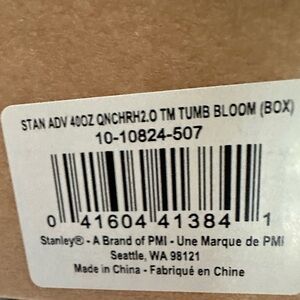 STAN ADV 40OZ QNCHRH2.O TM TUMB BLOOM (BOX)
10-10824-507
0 41604 41384 1
Stanley® - A Brand of PMI - Une Marque de PMI
Seattle, WA 98121
Made in China - Fabriqué en Chine